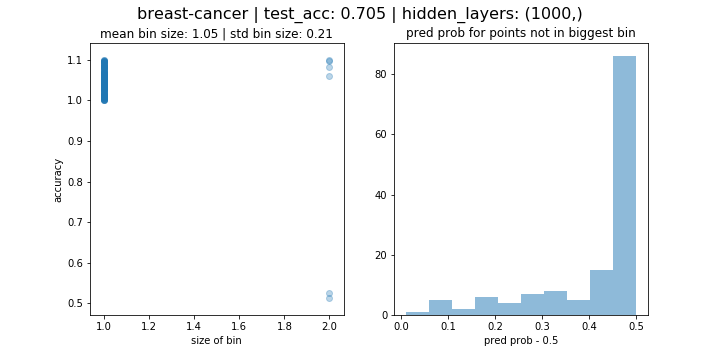 breast-cancer | test_acc: 0.705 | hidden_layers: (1000,)
mean bin size: 1.05 | std bin size: 0.21
pred prob for points not in biggest bin
1.1
1.0
0.9
0.8
0.7
0.6
0.5
accuracy
1.0 1.2 1.4 1.6 1.8 2.0
size of bin
80
60
40
20
0
0.0 0.1 0.2 0.3 0.4 0.5
pred prob - 0.5